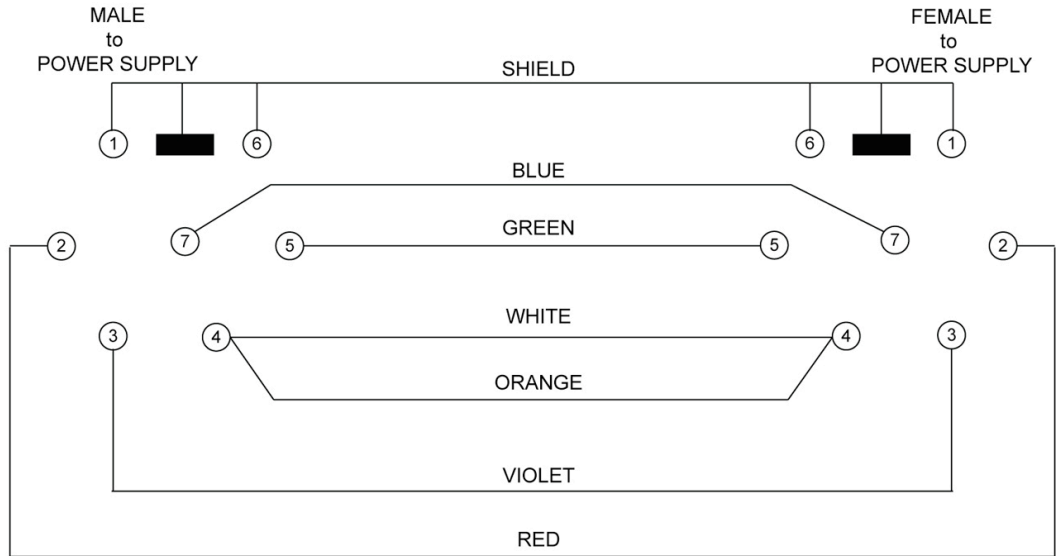 MALE
to
POWER SUPPLY
FEMALE
to
POWER SUPPLY
SHIELD
1
6
6
1
BLUE
GREEN
2
7
5
5
7
2
WHITE
3
4
4
3
ORANGE
VIOLET
RED